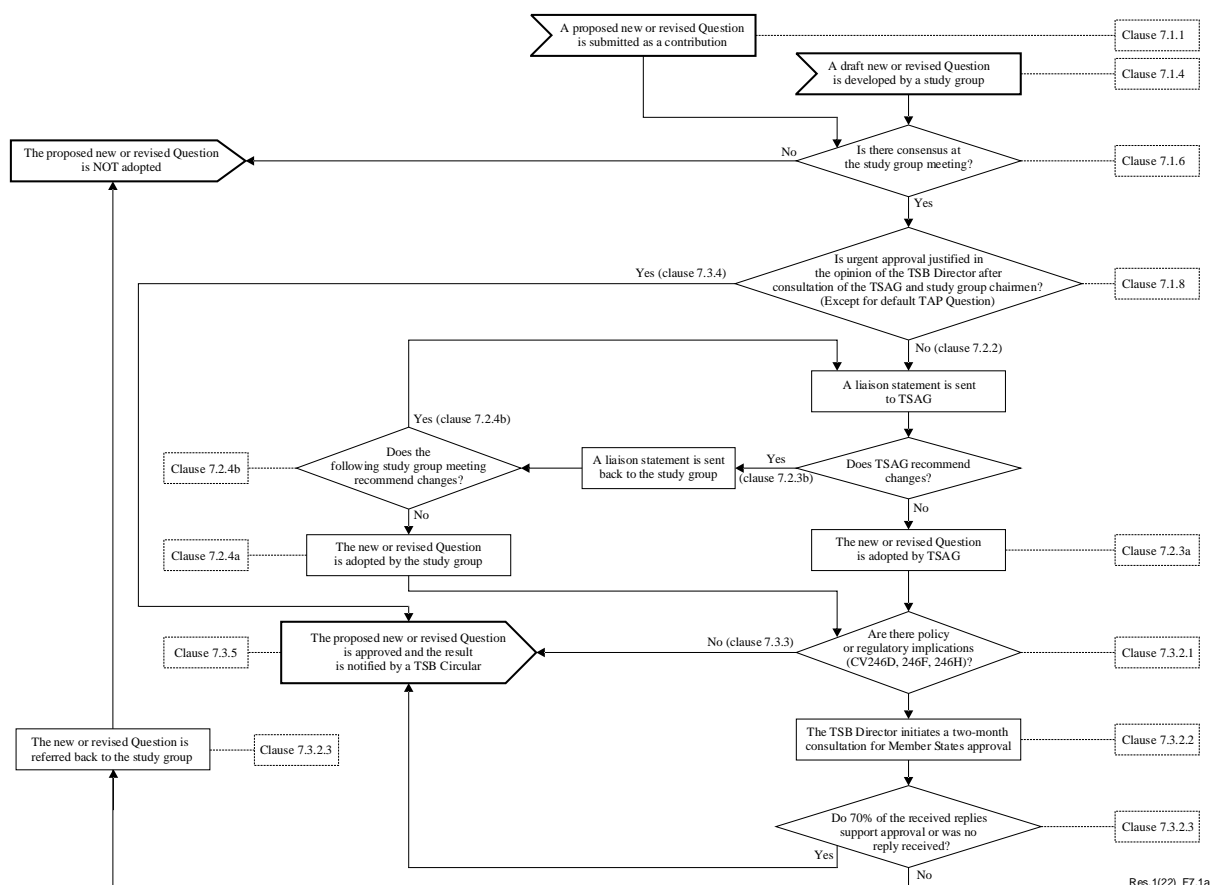 A proposed new or revised Question
is submitted as a contribution
Clause 7.1.1
A draft new or revised Question
is developed by a study group
Clause 7.1.4
The proposed new or revised Question
is NOT adopted
No
Is there consensus at
the study group meeting?
Clause 7.1.6
Yes
Yes (clause 7.3.4)
Is urgent approval justified in
the opinion of the TSB Director after
consultation of the TSAG and study group chairmen?
(Except for default TAP Question)
Clause 7.1.8
No (clause 7.2.2)
A liaison statement is sent
to TSAG
Yes (clause 7.2.4b)
Clause 7.2.4b
Does the
following study group meeting
recommend changes?
A liaison statement is sent
back to the study group
Yes
(clause 7.2.3b)
Does TSAG recommend
changes?
No
No
Clause 7.2.4a
The new or revised Question
is adopted by the study group
The new or revised Question
is adopted by TSAG
Clause 7.2.3a
Clause 7.3.5
The proposed new or revised Question
is approved and the result
is notified by a TSB Circular
No (clause 7.3.3)
Are there policy
or regulatory implications
(CV246D, 246F, 246H)?
Clause 7.3.2.1
The new or revised Question is
referred back to the study group
Clause 7.3.2.3
The TSB Director initiates a two-month
consultation for Member States approval
Clause 7.3.2.2
Do 70% of the received replies
support approval or was no
reply received?
Clause 7.3.2.3
Yes
No
Res.1(22)_F7.1a